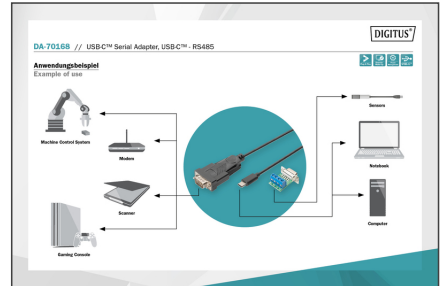 DIGITUS®
DA-70168 // USB-C™ Serial Adapter, USB-C™ - RS485
Anwendungsbeispiel
Example of use
Machine Control System
Modem
Scanner
Gaming Console
Sensors
Notebook
Computer